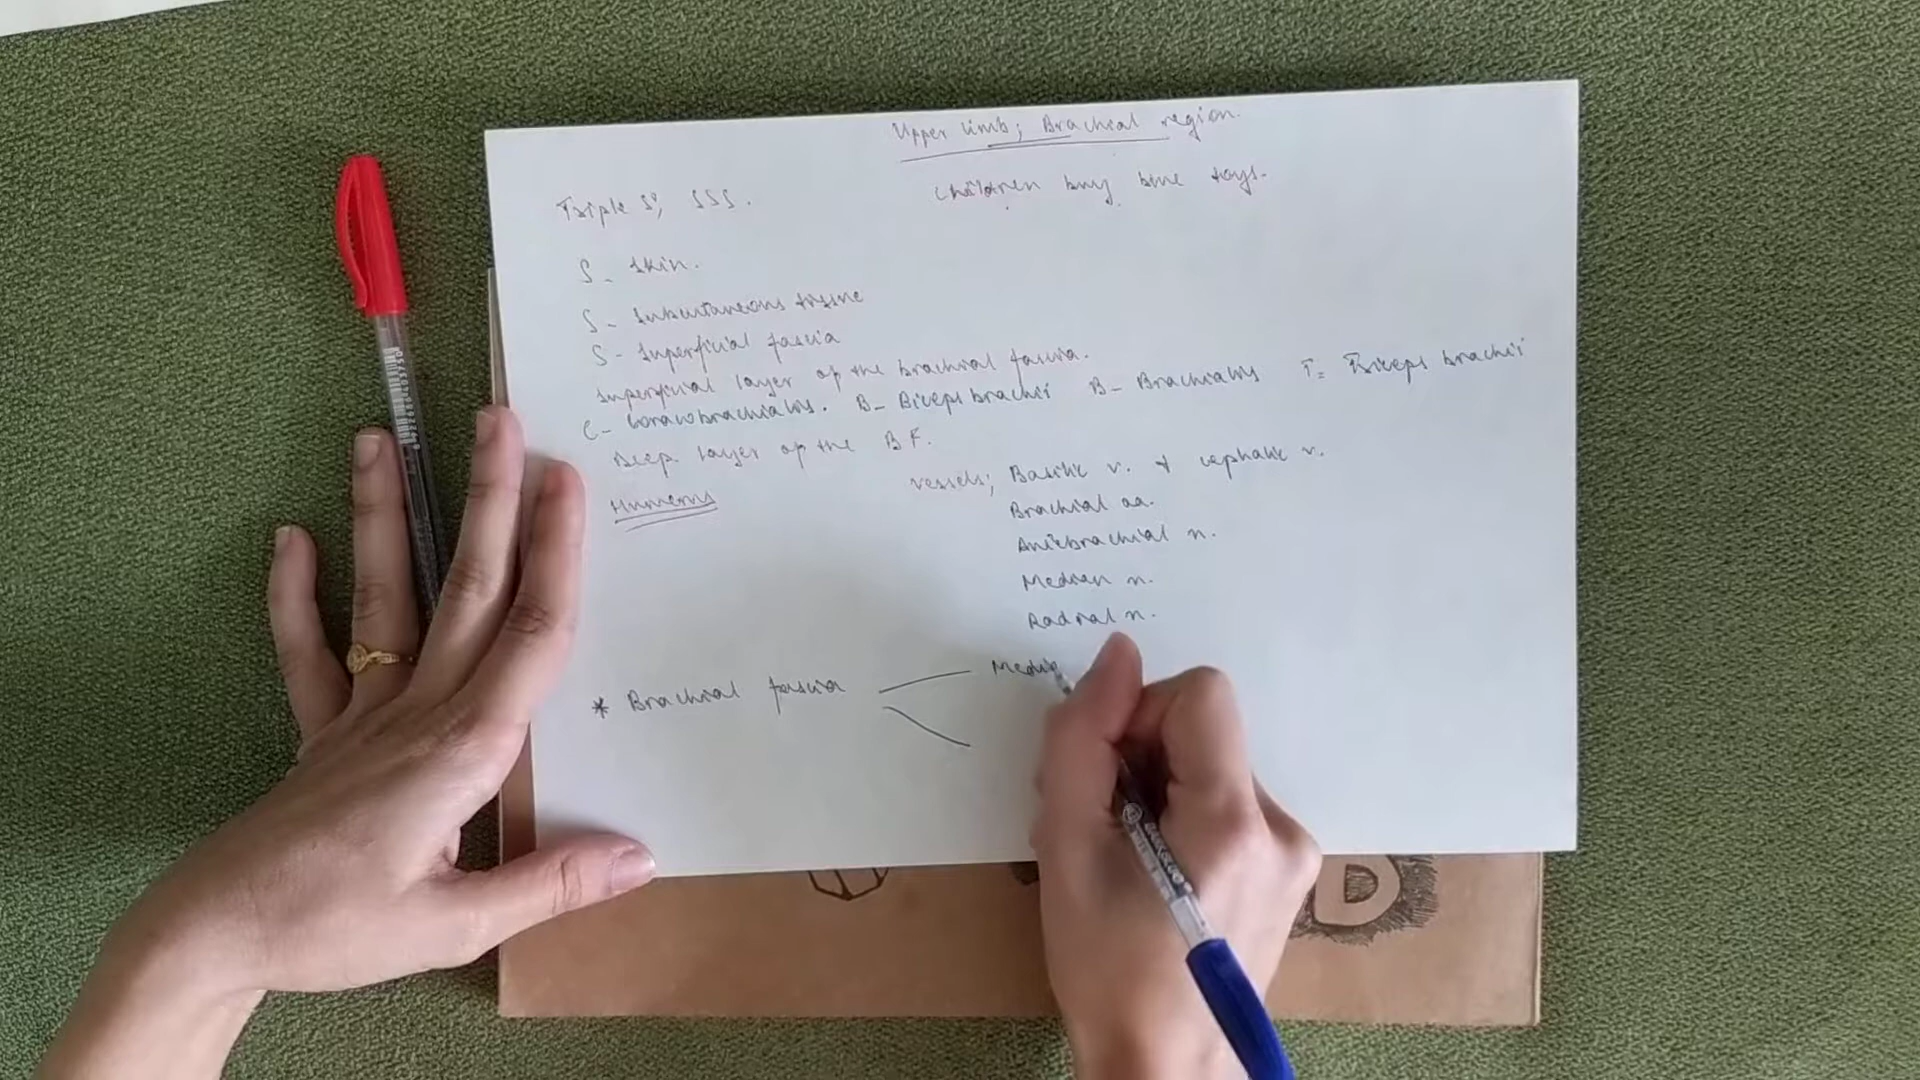 Upper limb; Brachial region.
Children buy blue toys.
Triple S; SSS.
S - Skin.
S - Subcutaneous tissue
S - Superficial fascia
Superficial layer of the brachial fascia.
C - Coracobrachialis. B - Biceps brachii B - Brachialis T = Triceps brachii
Deep layer of the BF.
Humerus
Vessels; Basilic v. & cephalic v.
Brachial aa.
Antebrachial n.
Median n.
Radial n.
* Brachial fascia
B